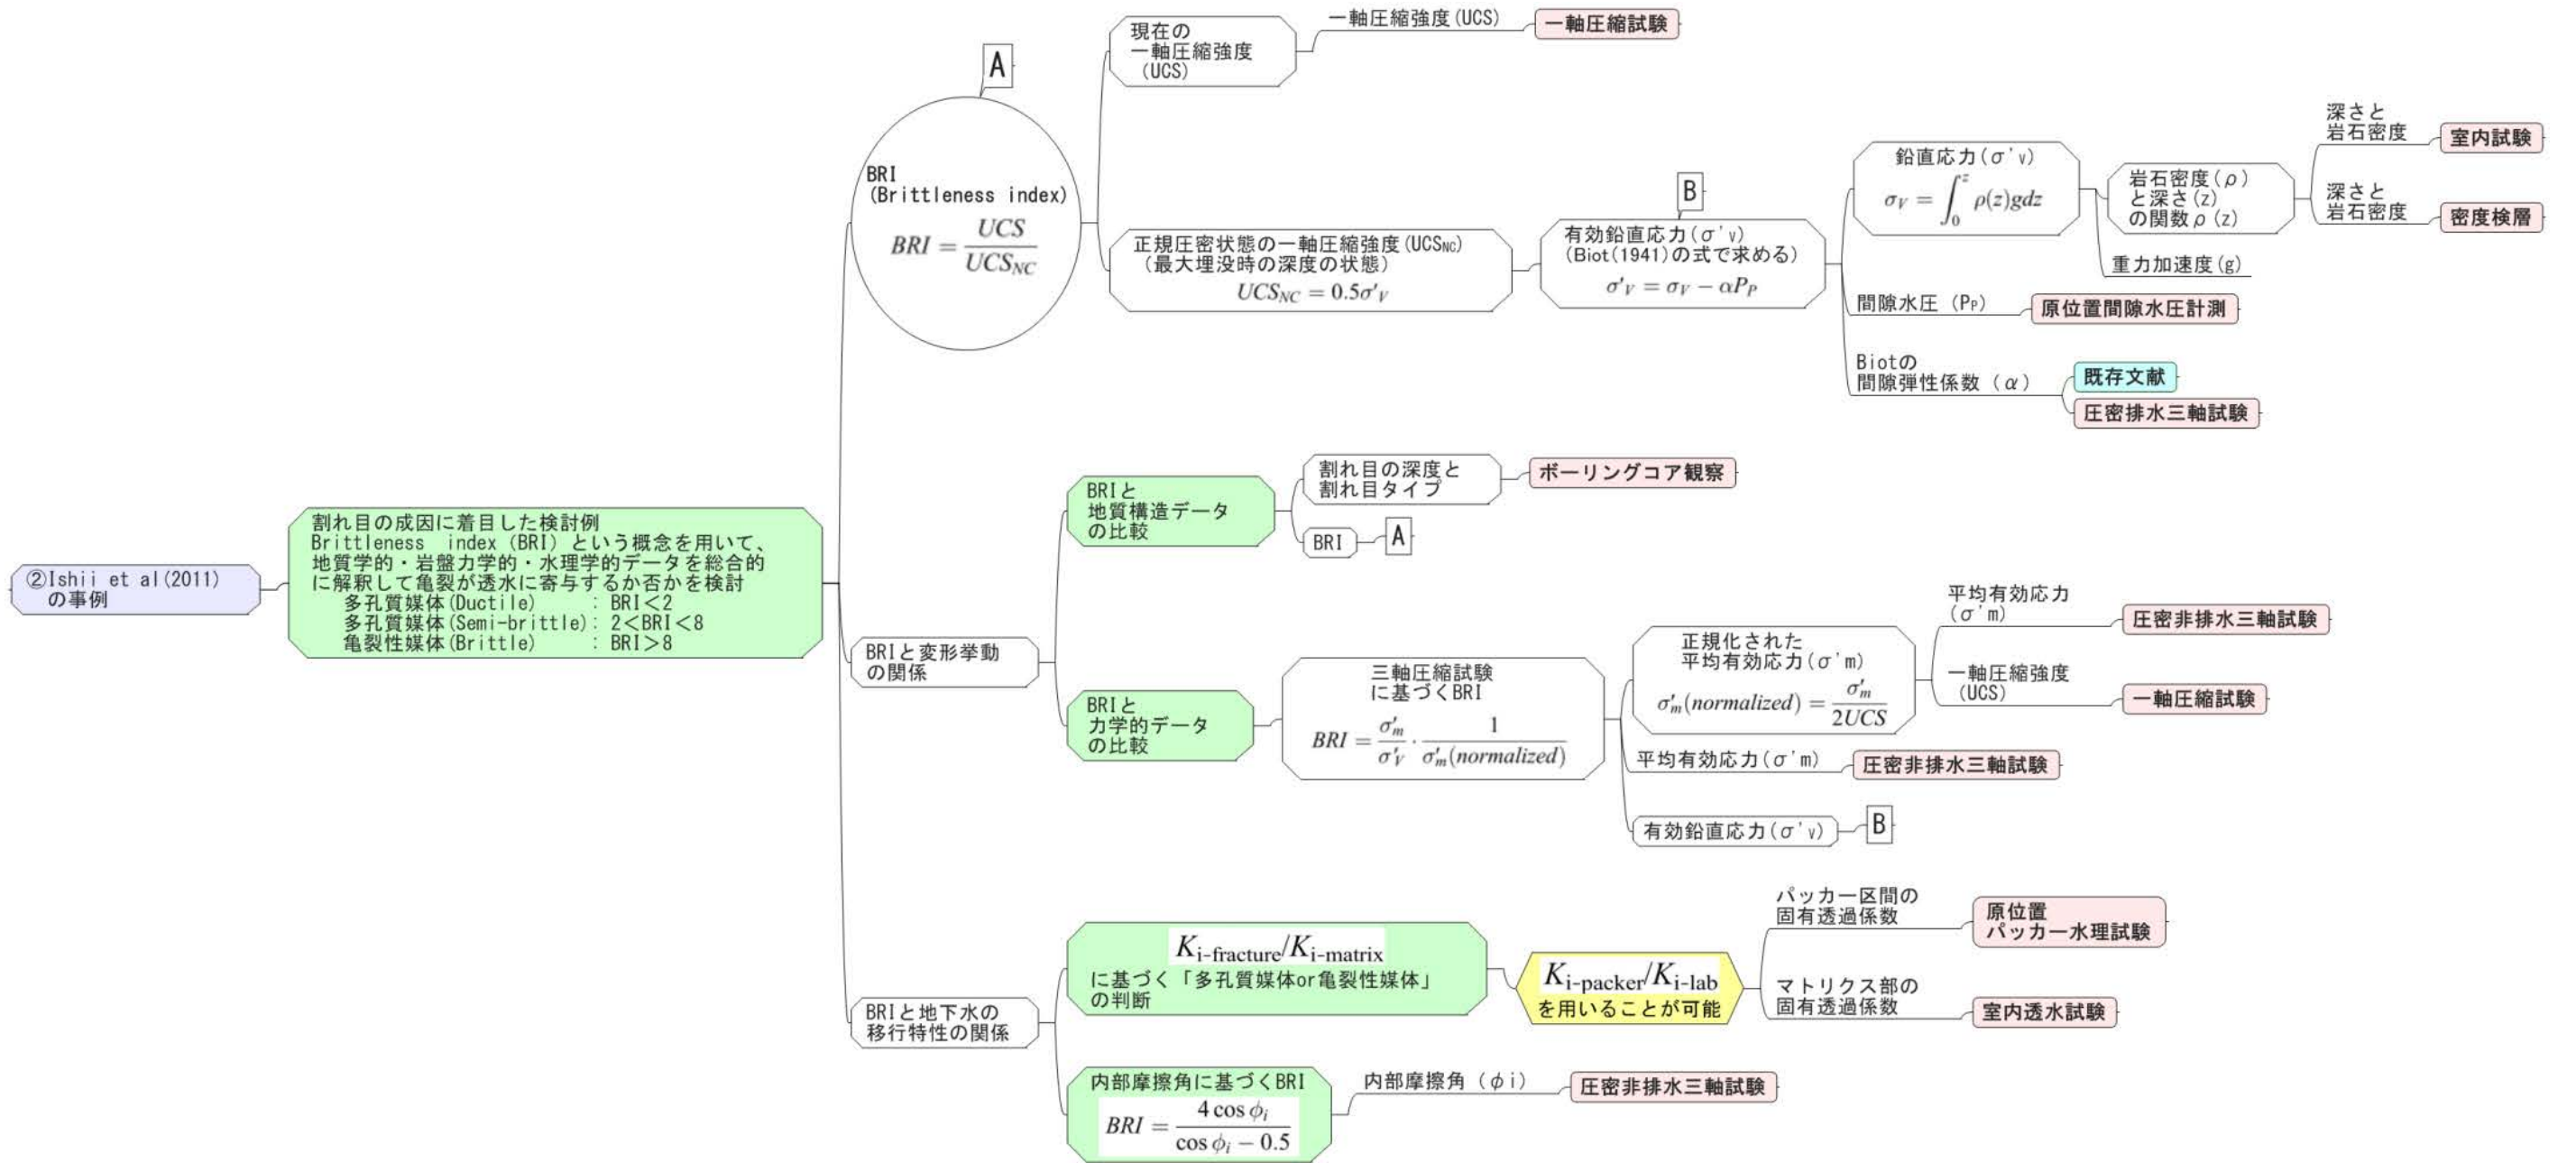 ②Ishii et al(2011)
の事例
割れ目の成因に着目した検討例
Brittleness index（BRI）という概念を用いて、
地質学的・岩盤力学的・水理学的データを総合的
に解釈して亀裂が透水に寄与するか否かを検討
多孔質媒体(Ductile) : BRI＜2
多孔質媒体(Semi-brittle): 2＜BRI＜8
亀裂性媒体(Brittle) : BRI＞8
A
BRI
(Brittleness index)
BRI = UCS / UCS_NC
現在の
一軸圧縮強度
(UCS)
一軸圧縮強度(UCS)
一軸圧縮試験
正規圧密状態の一軸圧縮強度(UCSNC)
（最大埋没時の深度の状態）
UCS_NC = 0.5σ'_V
B
有効鉛直応力(σ'v)
(Biot(1941)の式で求める)
σ'_V = σ_V − αP_P
鉛直応力(σ'v)
σ_V = ∫_0^z ρ(z)gdz
岩石密度(ρ)
と深さ(z)
の関数ρ(z)
深さと
岩石密度
室内試験
深さと
岩石密度
密度検層
重力加速度(g)
間隙水圧（PP）
原位置間隙水圧計測
Biotの
間隙弾性係数（α）
既存文献
圧密排水三軸試験
BRIと変形挙動
の関係
BRIと
地質構造データ
の比較
割れ目の深度と
割れ目タイプ
ボーリングコア観察
BRI
A
BRIと
力学的データ
の比較
三軸圧縮試験
に基づくBRI
BRI = σ'_m / σ'_V · 1 / σ'_m(normalized)
正規化された
平均有効応力(σ'm)
σ'_m(normalized) = σ'_m / 2UCS
平均有効応力
(σ'm)
圧密非排水三軸試験
一軸圧縮強度
(UCS)
一軸圧縮試験
平均有効応力(σ'm)
圧密非排水三軸試験
有効鉛直応力(σ'v)
B
BRIと地下水の
移行特性の関係
K_i-fracture/K_i-matrix
に基づく「多孔質媒体or亀裂性媒体」
の判断
K_i-packer/K_i-lab
を用いることが可能
パッカー区間の
固有透過係数
原位置
パッカー水理試験
マトリクス部の
固有透過係数
室内透水試験
内部摩擦角に基づくBRI
BRI = 4 cos φ_i / cos φ_i − 0.5
内部摩擦角（φi）
圧密非排水三軸試験